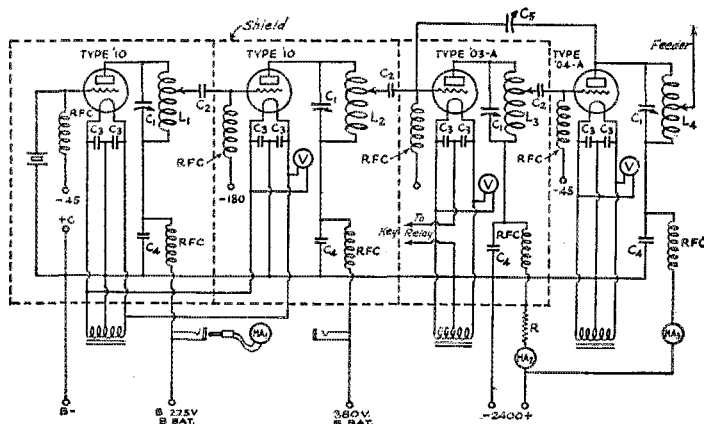 Shield
C5
TYPE '10
TYPE '10
TYPE '03-A
TYPE '04-A
Feeder
RFC
C3 C3
C1
L1
C2
RFC
C3 C3
C1
L2
C2
RFC
C3 C3
C1
L3
C2
RFC
C3 C3
C1
L4
V
V
V
-45
+C
-180
-45
To
Key Relay
C4
RFC
C4
RFC
C4
RFC
C4
RFC
R
MA1
MA2
MA3
B-
B 225V
B BAT.
380V.
B BAT.
-2400+